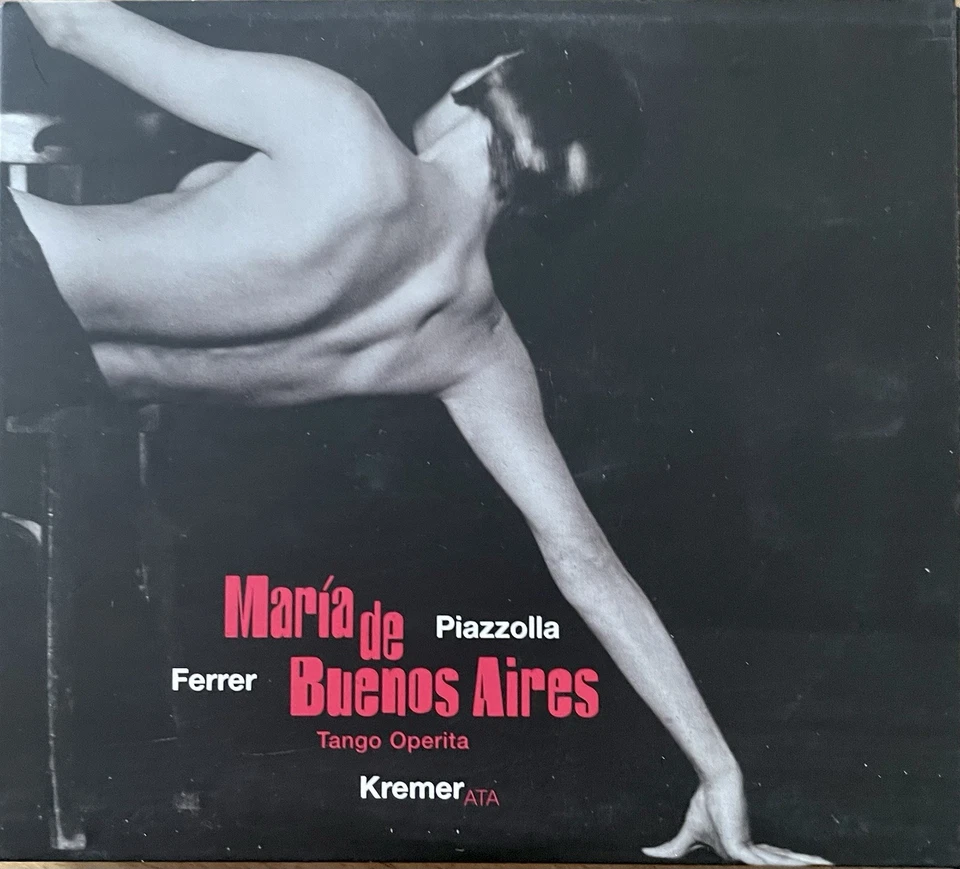 María de
Piazzolla
Ferrer
Buenos Aires
Tango Operita
KremerATA